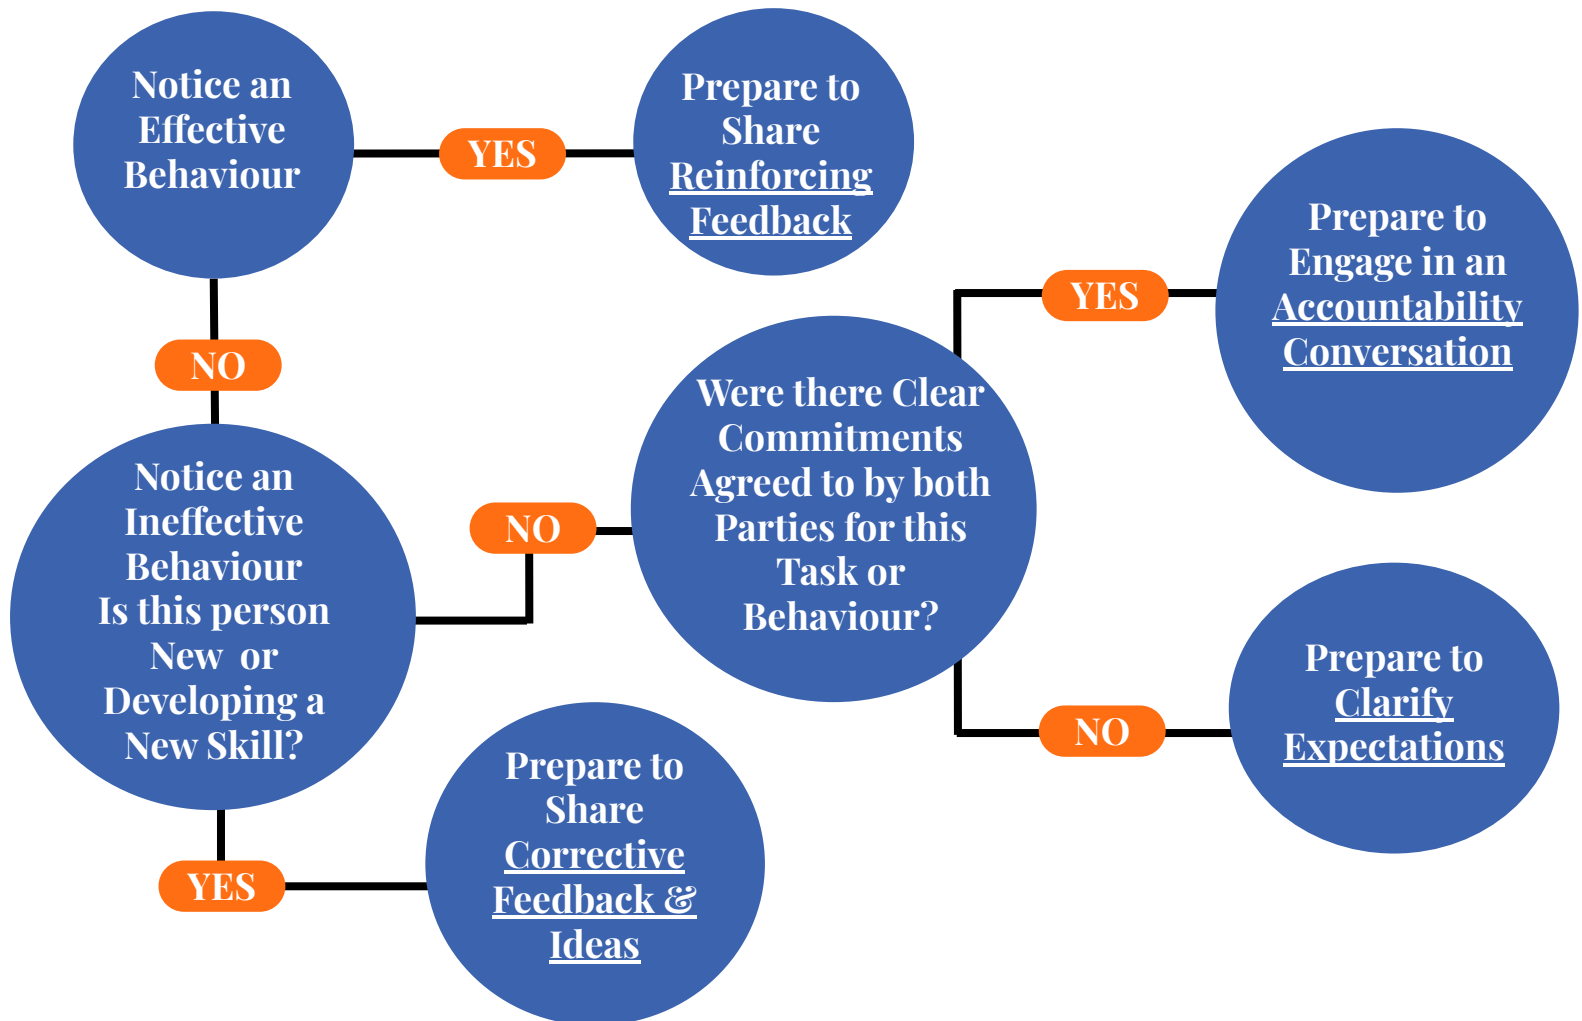 Notice an
Effective
Behaviour
YES
Prepare to
Share
Reinforcing
Feedback
NO
Notice an
Ineffective
Behaviour
Is this person
New or
Developing a
New Skill?
YES
Prepare to
Share
Corrective
Feedback &
Ideas
NO
Were there Clear
Commitments
Agreed to by both
Parties for this
Task or
Behaviour?
YES
Prepare to
Engage in an
Accountability
Conversation
NO
Prepare to
Clarify
Expectations